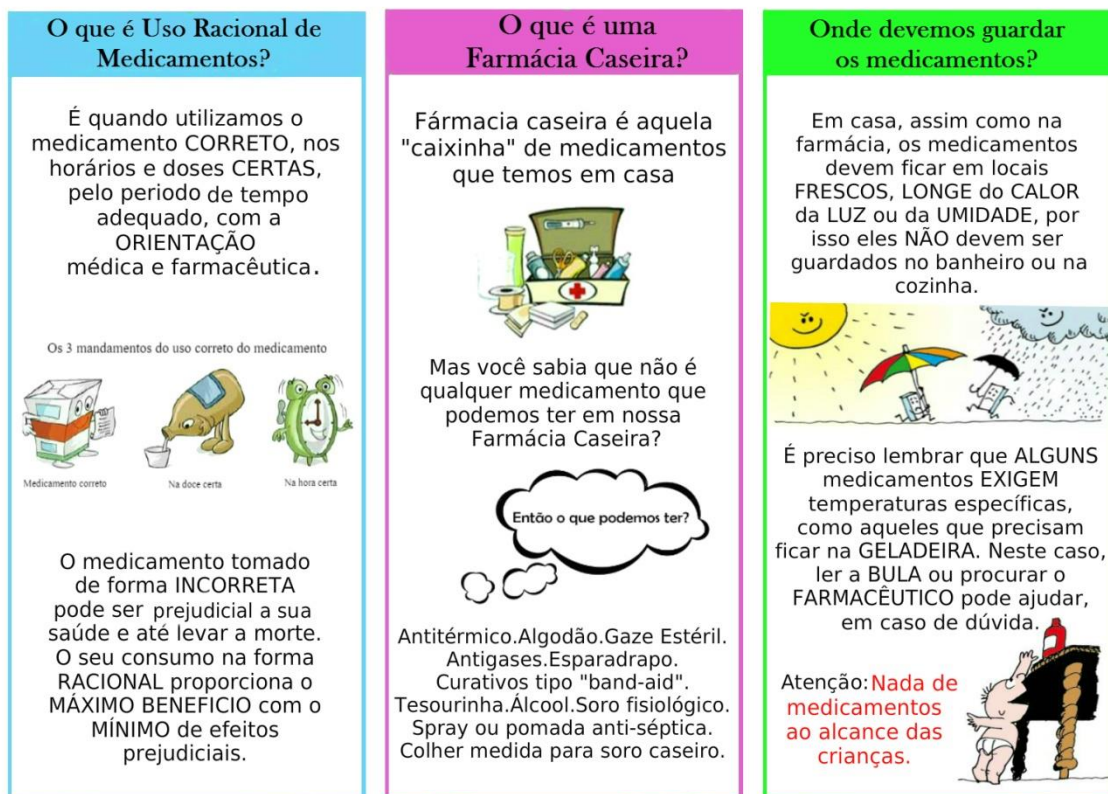 O que é Uso Racional de
Medicamentos?
É quando utilizamos o
medicamento CORRETO, nos
horários e doses CERTAS,
pelo periodo de tempo
adequado, com a
ORIENTAÇÃO
médica e farmacêutica.
Os 3 mandamentos do uso correto do medicamento
Medicamento correto
Na doce certa
Na hora certa
O medicamento tomado
de forma INCORRETA
pode ser prejudicial a sua
saúde e até levar a morte.
O seu consumo na forma
RACIONAL proporciona o
MÁXIMO BENEFICIO com o
MÍNIMO de efeitos
prejudiciais.
O que é uma
Farmácia Caseira?
Fármacia caseira é aquela
"caixinha" de medicamentos
que temos em casa
Mas você sabia que não é
qualquer medicamento que
podemos ter em nossa
Farmácia Caseira?
Então o que podemos ter?
Antitérmico.Algodão.Gaze Estéril.
Antigases.Esparadrapo.
Curativos tipo "band-aid".
Tesourinha.Álcool.Soro fisiológico.
Spray ou pomada anti-séptica.
Colher medida para soro caseiro.
Onde devemos guardar
os medicamentos?
Em casa, assim como na
farmácia, os medicamentos
devem ficar em locais
FRESCOS, LONGE do CALOR
da LUZ ou da UMIDADE, por
isso eles NÃO devem ser
guardados no banheiro ou na
cozinha.
É preciso lembrar que ALGUNS
medicamentos EXIGEM
temperaturas específicas,
como aqueles que precisam
ficar na GELADEIRA. Neste caso,
ler a BULA ou procurar o
FARMACÊUTICO pode ajudar,
em caso de dúvida.
Atenção: Nada de
medicamentos
ao alcance das
crianças.